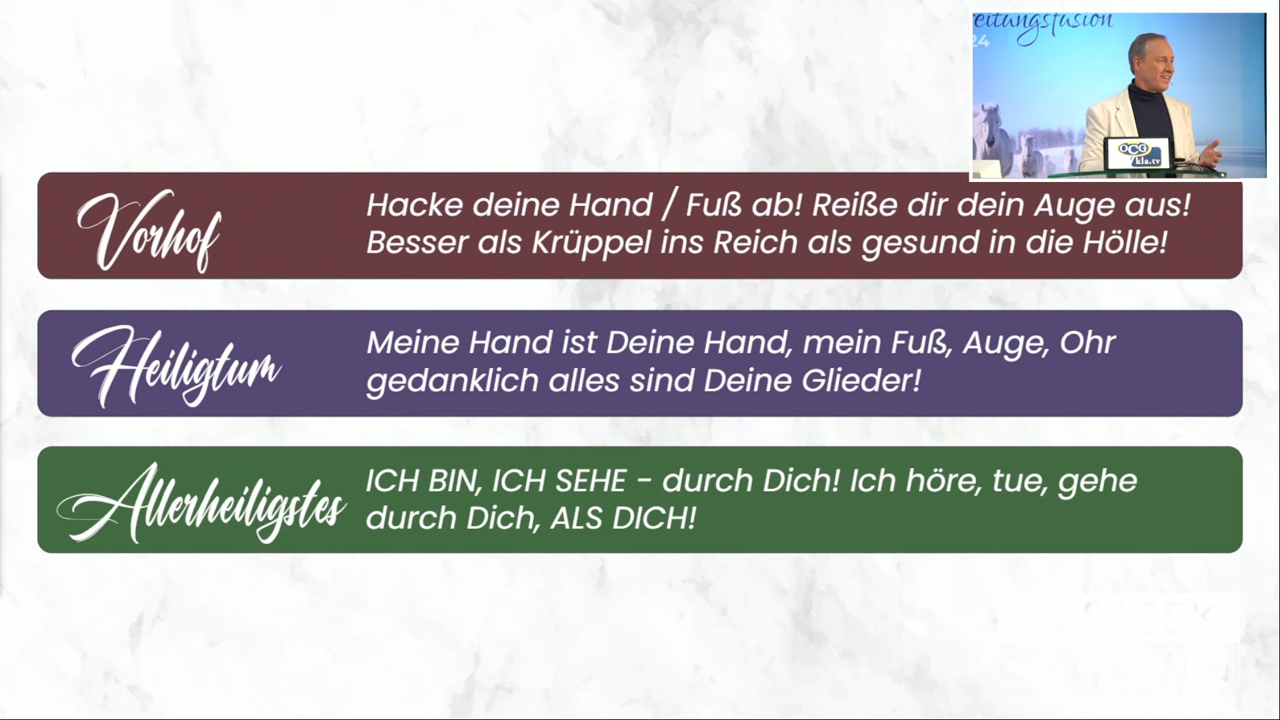 eitungsfusion
24
OCG
kla.tv
Vorhof
Hacke deine Hand / Fuß ab! Reiße dir dein Auge aus!
Besser als Krüppel ins Reich als gesund in die Hölle!
Heiligtum
Meine Hand ist Deine Hand, mein Fuß, Auge, Ohr
gedanklich alles sind Deine Glieder!
Allerheiligstes
ICH BIN, ICH SEHE - durch Dich! Ich höre, tue, gehe
durch Dich, ALS DICH!